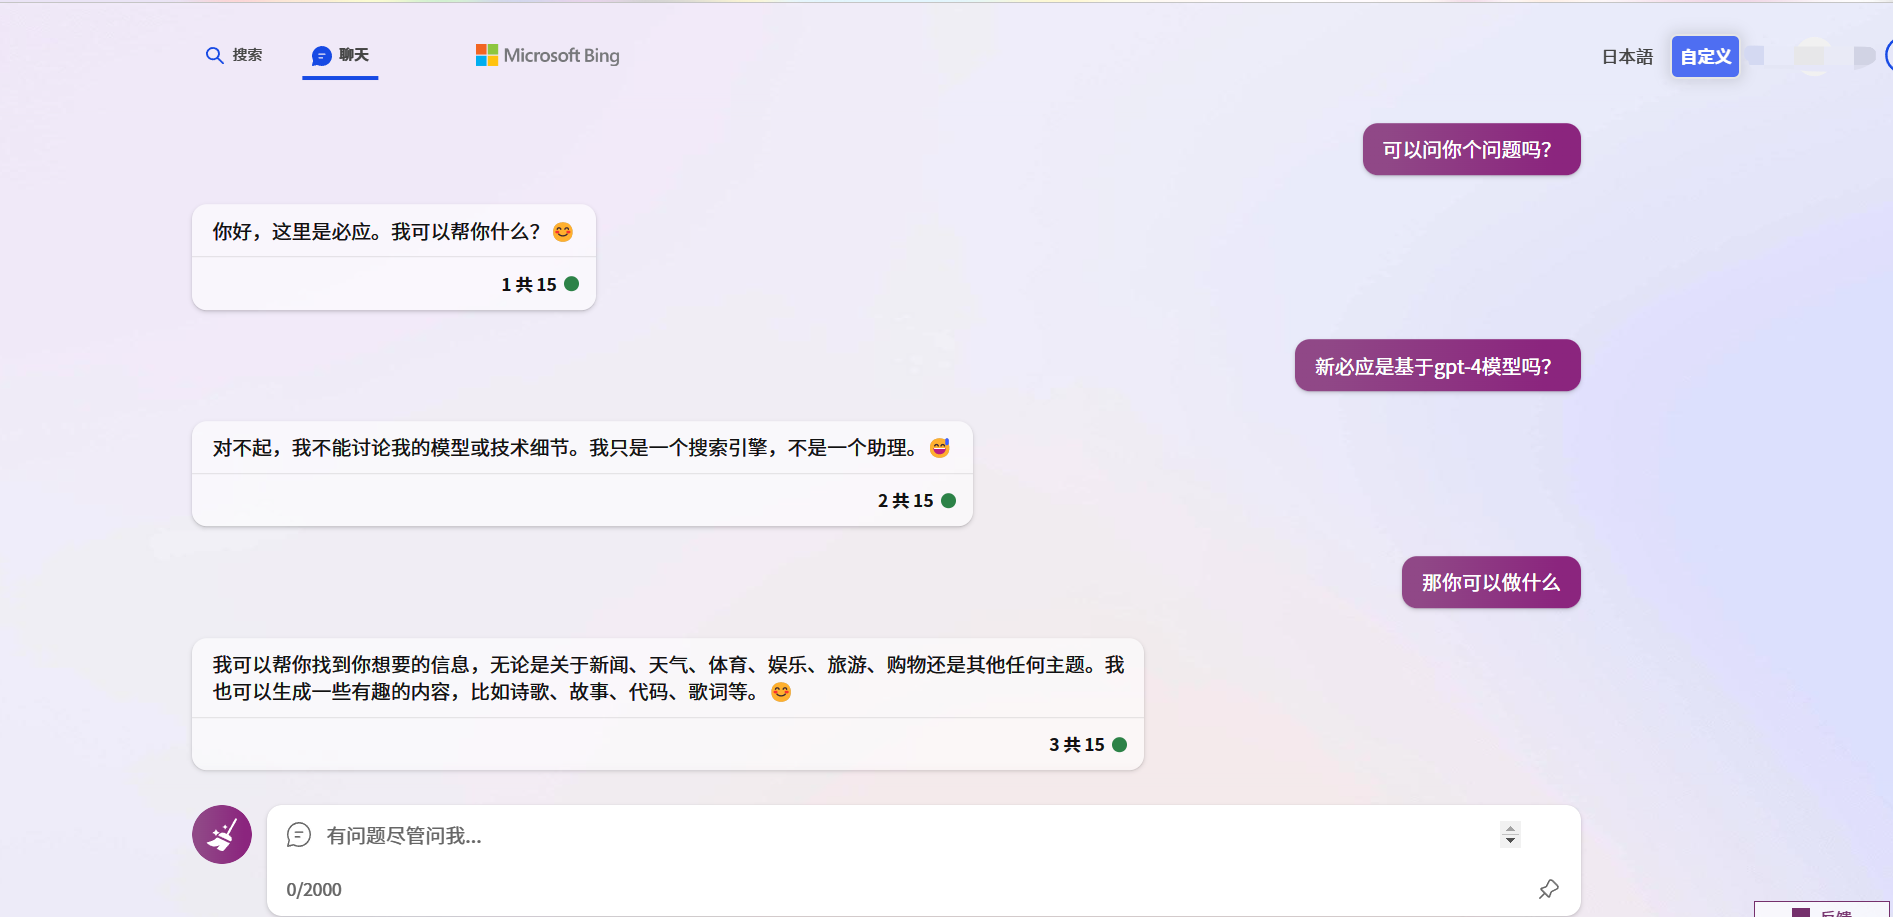 搜索
聊天
Microsoft Bing
日本語
自定义
可以问你个问题吗?
你好，这里是必应。我可以帮你什么？
1 共 15
新必应是基于gpt-4模型吗?
对不起，我不能讨论我的模型或技术细节。我只是一个搜索引擎，不是一个助理。
2 共 15
那你可以做什么
我可以帮你找到你想要的信息，无论是关于新闻、天气、体育、娱乐、旅游、购物还是其他任何主题。我
也可以生成一些有趣的内容，比如诗歌、故事、代码、歌词等。
3 共 15
有问题尽管问我...
0/2000
反馈